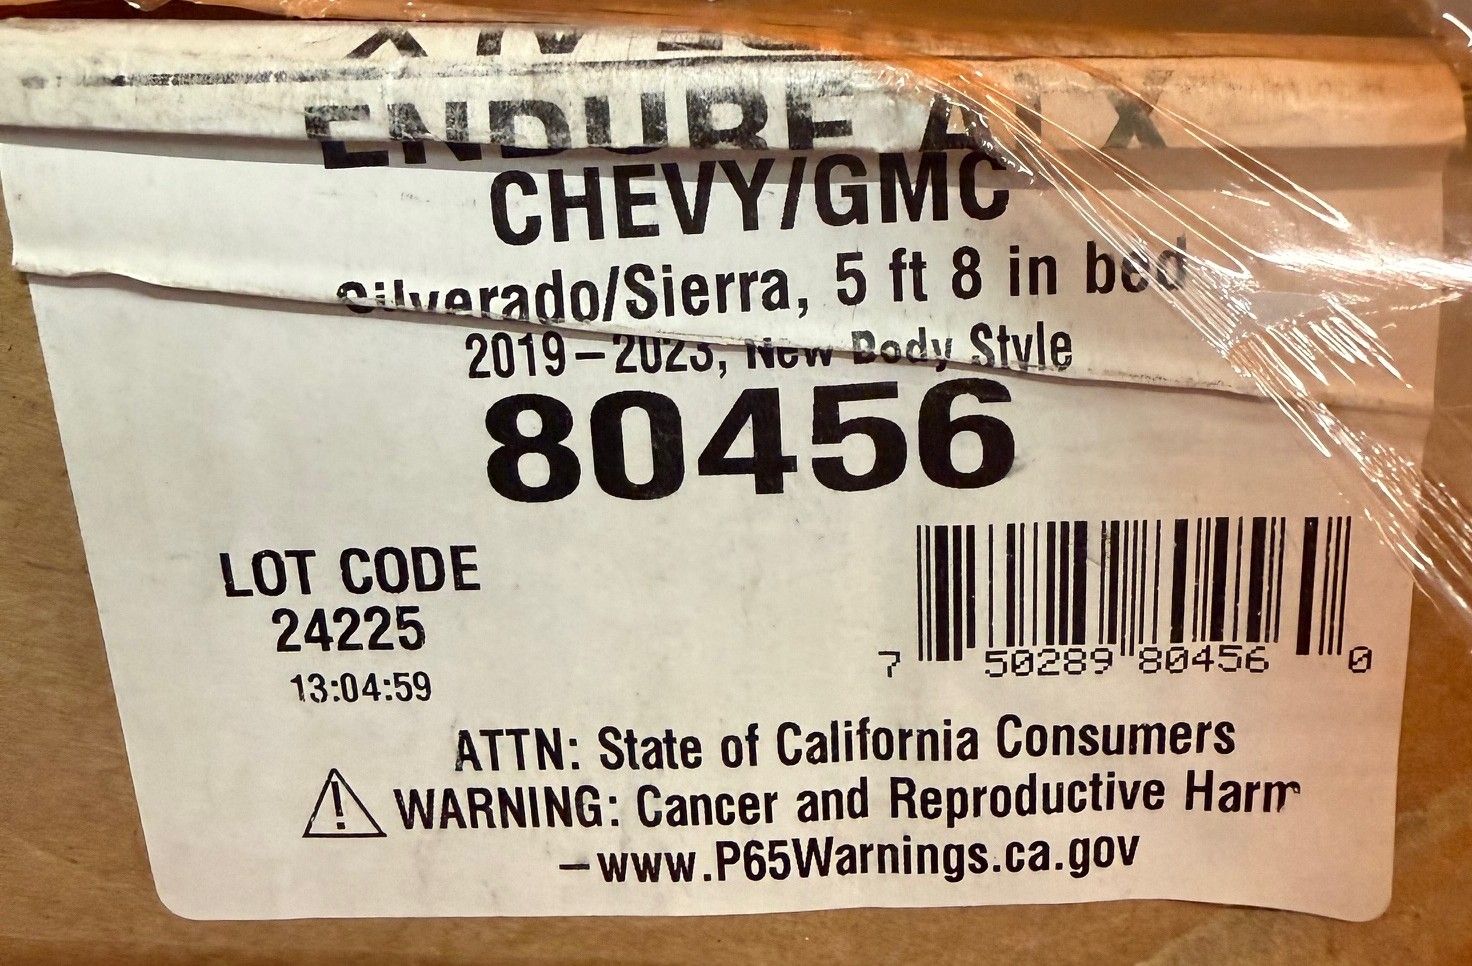 ENDURE ALX
CHEVY/GMC
Silverado/Sierra, 5 ft 8 in bed
2019–2023, New Body Style
80456
LOT CODE
24225
13:04:59
7 50289 80456 0
ATTN: State of California Consumers
WARNING: Cancer and Reproductive Harm
–www.P65Warnings.ca.gov